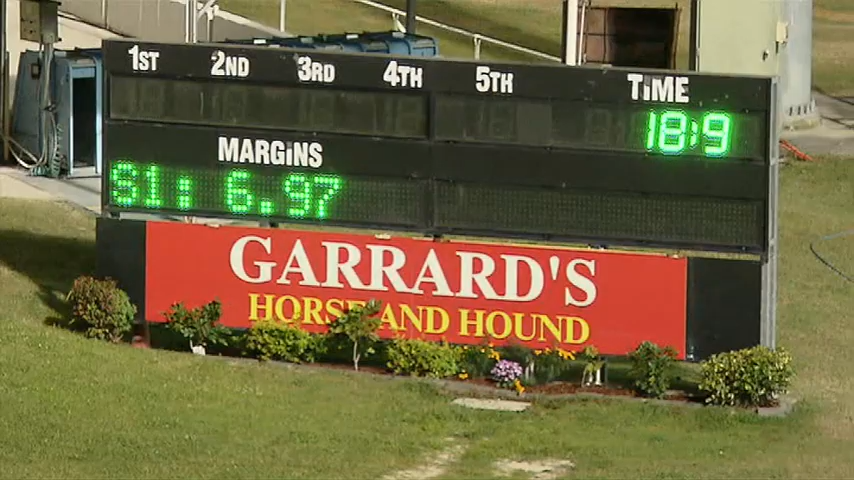 1ST 2ND 3RD 4TH 5TH TIME
18:9
MARGINS
S1: 6.97
GARRARD'S
HORSE AND HOUND